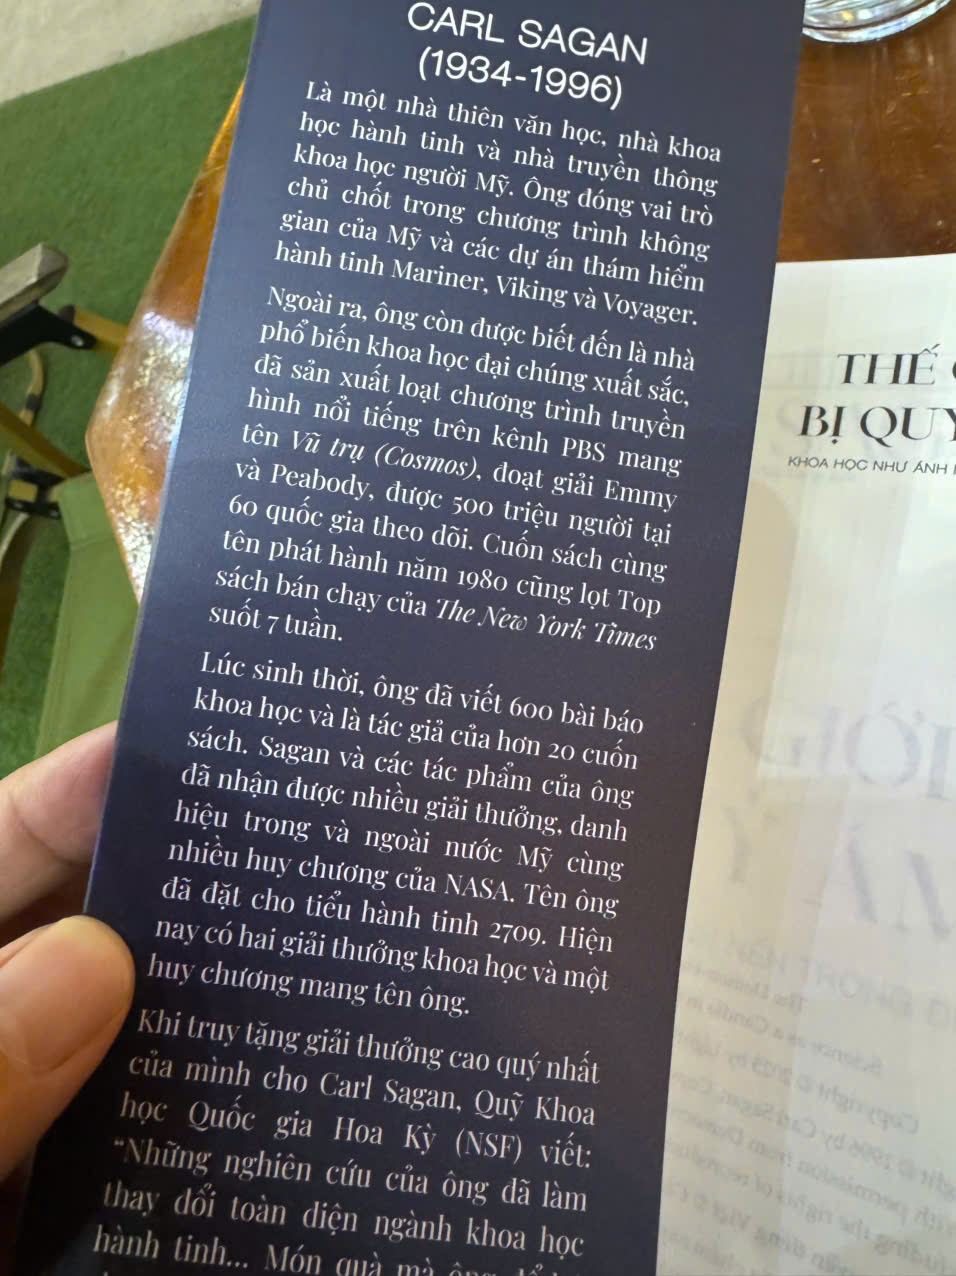 CARL SAGAN
(1934-1996)
Là một nhà thiên văn học, nhà khoa
học hành tinh và nhà truyền thông
khoa học người Mỹ. Ông đóng vai trò
chủ chốt trong chương trình không
gian của Mỹ và các dự án thám hiểm
hành tinh Mariner, Viking và Voyager.
Ngoài ra, ông còn được biết đến là nhà
phổ biến khoa học đại chúng xuất sắc,
đã sản xuất loạt chương trình truyền
hình nổi tiếng trên kênh PBS mang
tên Vũ trụ (Cosmos), đoạt giải Emmy
và Peabody, được 500 triệu người tại
60 quốc gia theo dõi. Cuốn sách cùng
tên phát hành năm 1980 cũng lọt Top
sách bán chạy của The New York Times
suốt 7 tuần.
Lúc sinh thời, ông đã viết 600 bài báo
khoa học và là tác giả của hơn 20 cuốn
sách. Sagan và các tác phẩm của ông
đã nhận được nhiều giải thưởng, danh
hiệu trong và ngoài nước Mỹ cùng
nhiều huy chương của NASA. Tên ông
đã đặt cho tiểu hành tinh 2709. Hiện
nay có hai giải thưởng khoa học và một
huy chương mang tên ông.
Khi truy tặng giải thưởng cao quý nhất
của mình cho Carl Sagan, Quỹ Khoa
học Quốc gia Hoa Kỳ (NSF) viết:
“Những nghiên cứu của ông đã làm
thay đổi toàn diện ngành khoa học
hành tinh... Món quà mà ông
THẾ
BỊ QUY
KHOA HỌC NHƯ ÁNH